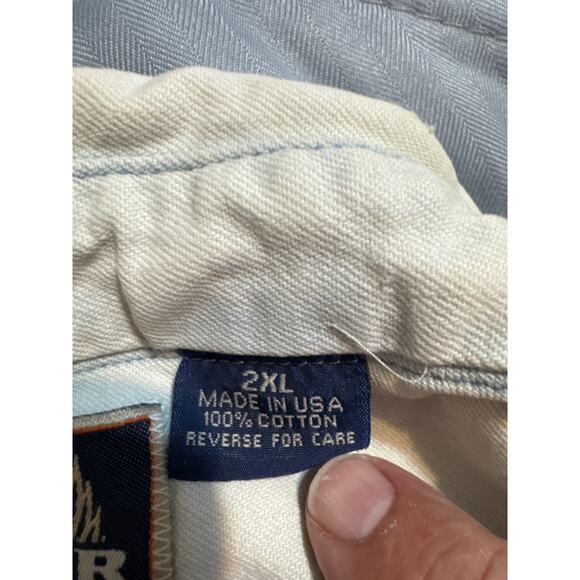 2XL
MADE IN USA
100% COTTON
REVERSE FOR CARE
R